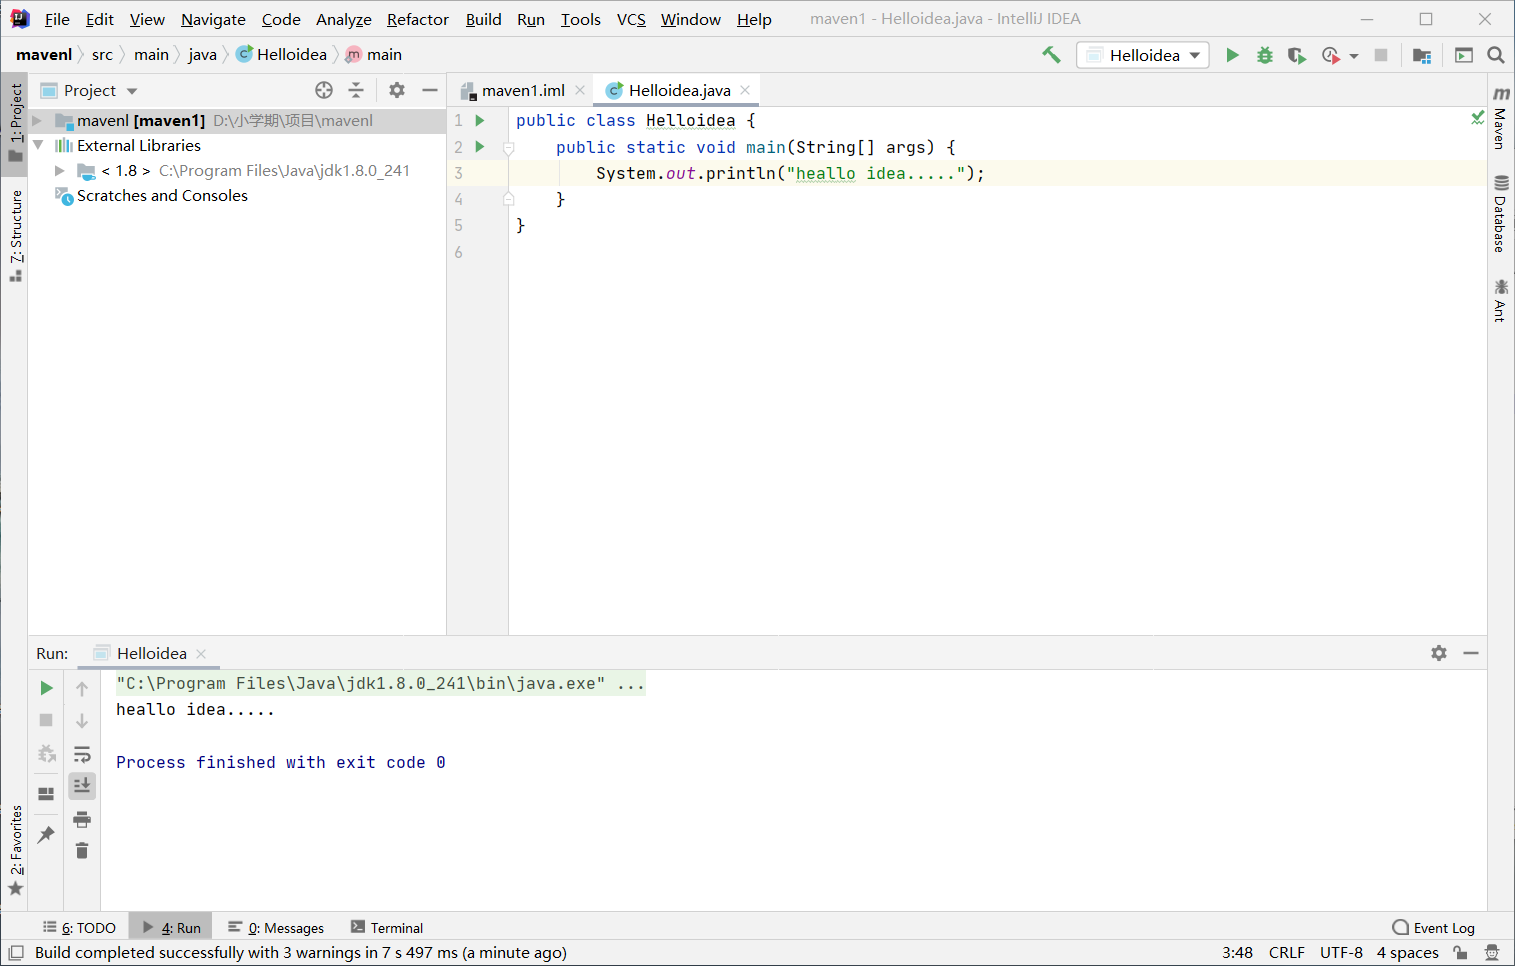 File Edit View Navigate Code Analyze Refactor Build Run Tools VCS Window Help maven1 - Helloidea.java - IntelliJ IDEA
mavenl src main java Helloidea main Helloidea
1: Project
7: Structure
2: Favorites
Project
mavenl [maven1] D:\小学期\项目\mavenl
External Libraries
< 1.8 > C:\Program Files\Java\jdk1.8.0_241
Scratches and Consoles
maven1.iml Helloidea.java
1 public class Helloidea {
2 public static void main(String[] args) {
3 System.out.println("heallo idea.....");
4 }
5 }
6
Maven
Database
Ant
Run: Helloidea
"C:\Program Files\Java\jdk1.8.0_241\bin\java.exe" ...
heallo idea.....
Process finished with exit code 0
6: TODO 4: Run 0: Messages Terminal Event Log
Build completed successfully with 3 warnings in 7 s 497 ms (a minute ago) 3:48 CRLF UTF-8 4 spaces